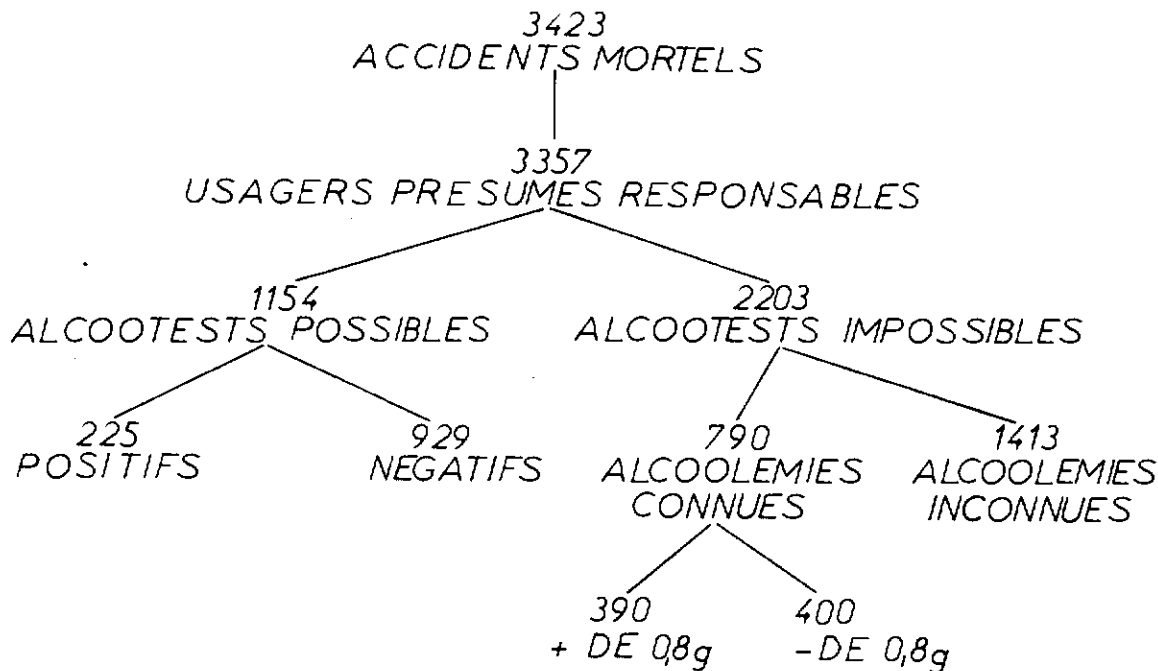 3423
ACCIDENTS MORTELS
3357
USAGERS PRESUMES RESPONSABLES
1154
ALCOOTESTS POSSIBLES
2203
ALCOOTESTS IMPOSSIBLES
225
POSITIFS
929
NEGATIFS
790
ALCOOLEMIES
CONNUES
1413
ALCOOLEMIES
INCONNUES
390
+ DE 0,8g
400
- DE 0,8g